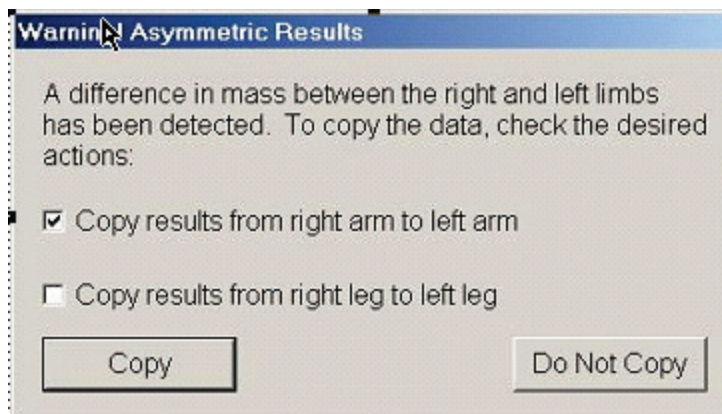 Warning Asymmetric Results
A difference in mass between the right and left limbs
has been detected. To copy the data, check the desired
actions:
Copy results from right arm to left arm
Copy results from right leg to left leg
Copy
Do Not Copy